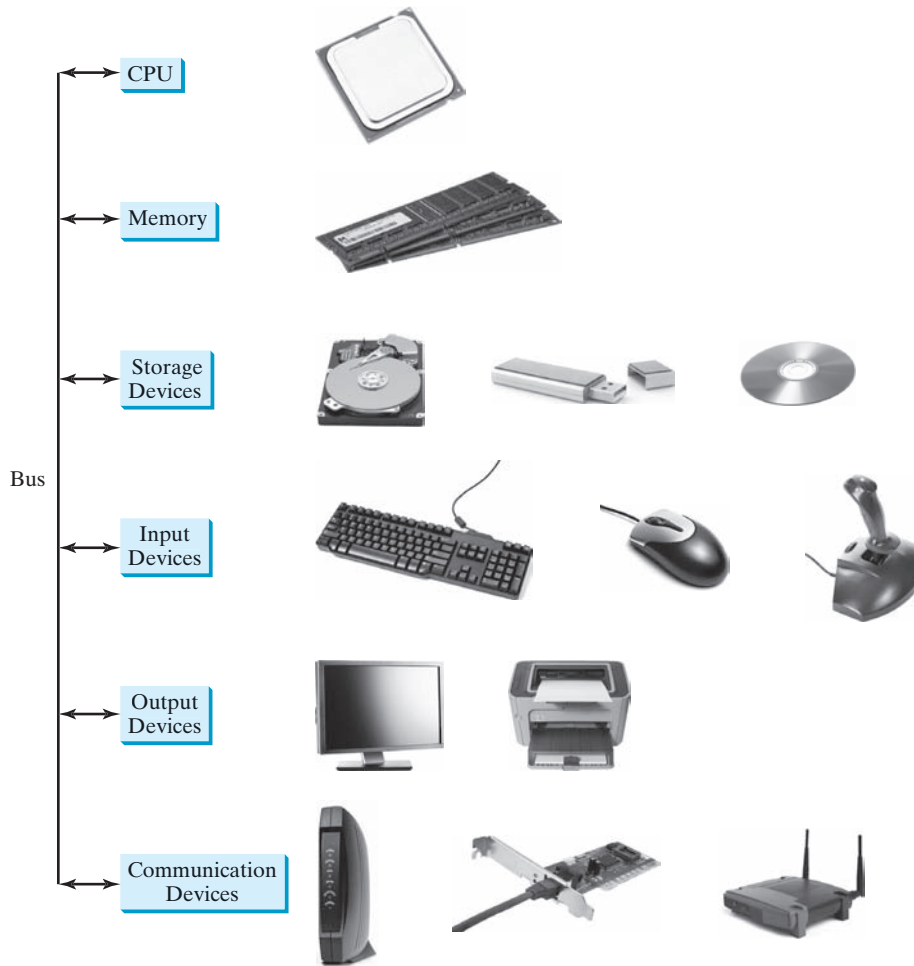 CPU
Memory
Storage
Devices
Bus
Input
Devices
Output
Devices
Communication
Devices